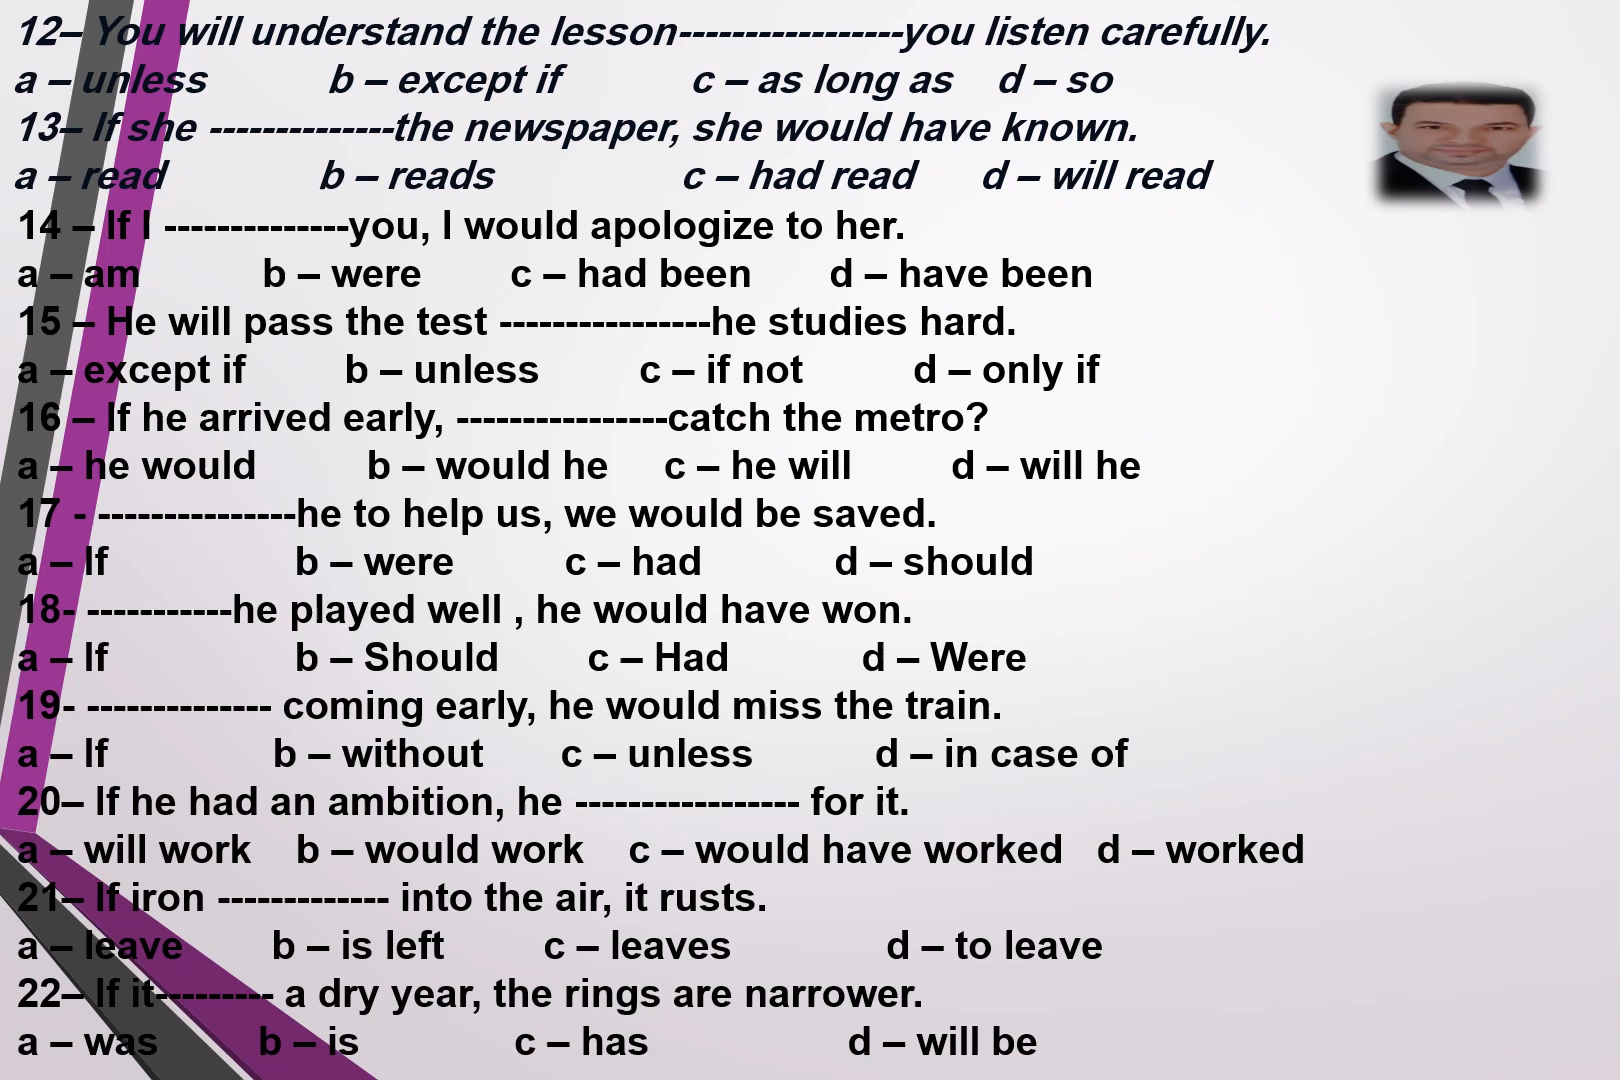 12– You will understand the lesson-----------------you listen carefully.
a – unless b – except if c – as long as d – so
13– If she --------------the newspaper, she would have known.
a – read b – reads c – had read d – will read
14 – If I --------------you, I would apologize to her.
a – am b – were c – had been d – have been
15 – He will pass the test ----------------he studies hard.
a – except if b – unless c – if not d – only if
16 – If he arrived early, ----------------catch the metro?
a – he would b – would he c – he will d – will he
17 - ---------------he to help us, we would be saved.
a – If b – were c – had d – should
18- -----------he played well , he would have won.
a – If b – Should c – Had d – Were
19- -------------- coming early, he would miss the train.
a – If b – without c – unless d – in case of
20– If he had an ambition, he ----------------- for it.
a – will work b – would work c – would have worked d – worked
21– If iron ------------- into the air, it rusts.
a – leave b – is left c – leaves d – to leave
22– If it--------- a dry year, the rings are narrower.
a – was b – is c – has d – will be